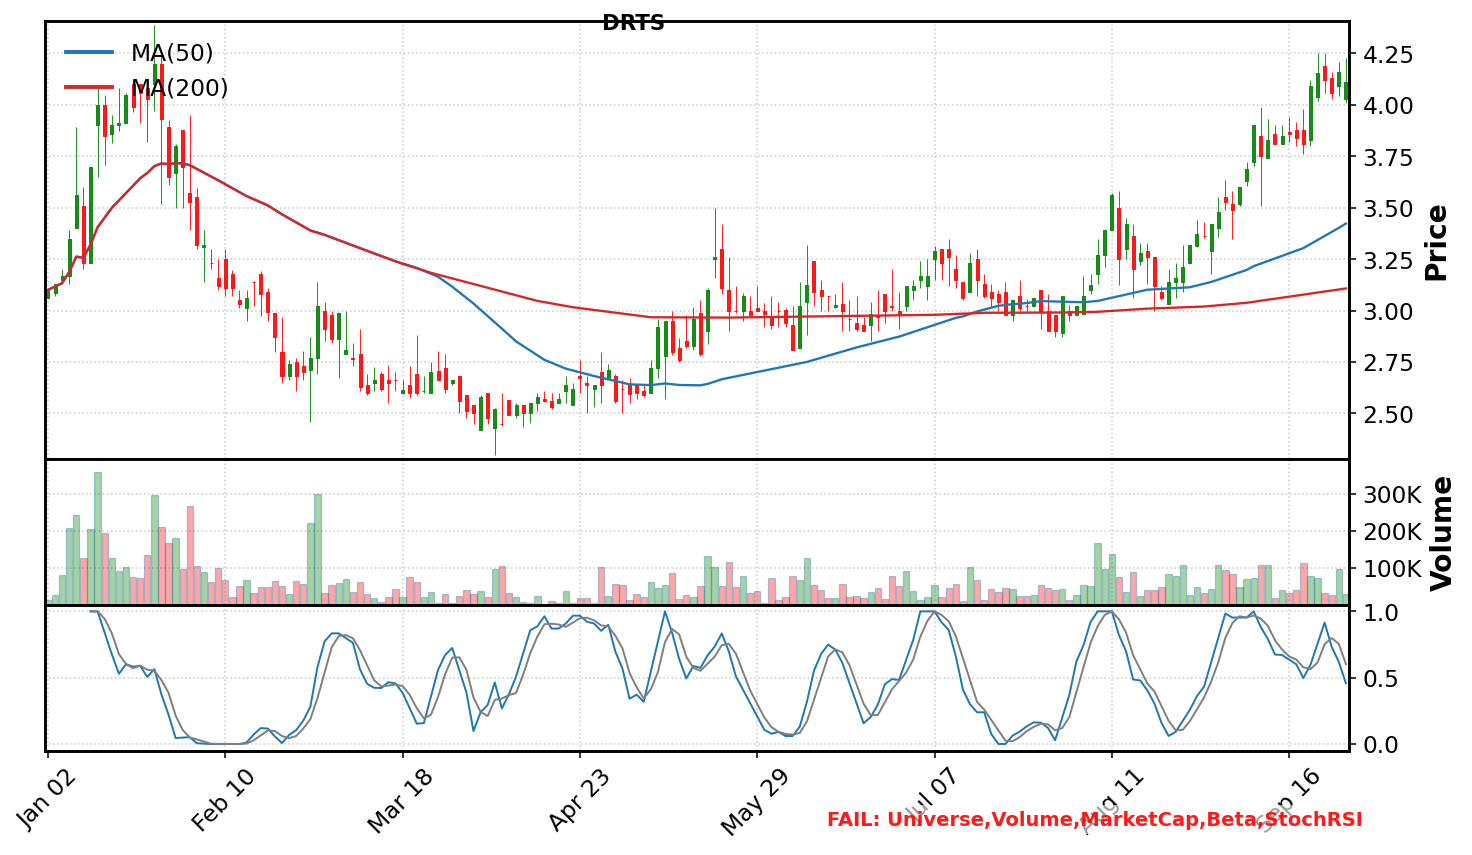 DRTS
MA(50)
MA(200)
4.25
4.00
3.75
3.50
3.25
3.00
2.75
2.50
Price
300K
200K
100K
Volume
1.0
0.5
0.0
Jan 02
Feb 10
Mar 18
Apr 23
May 29
Jul 07
Aug 11
Sep 16
FAIL: Universe,Volume,MarketCap,Beta,StochRSI